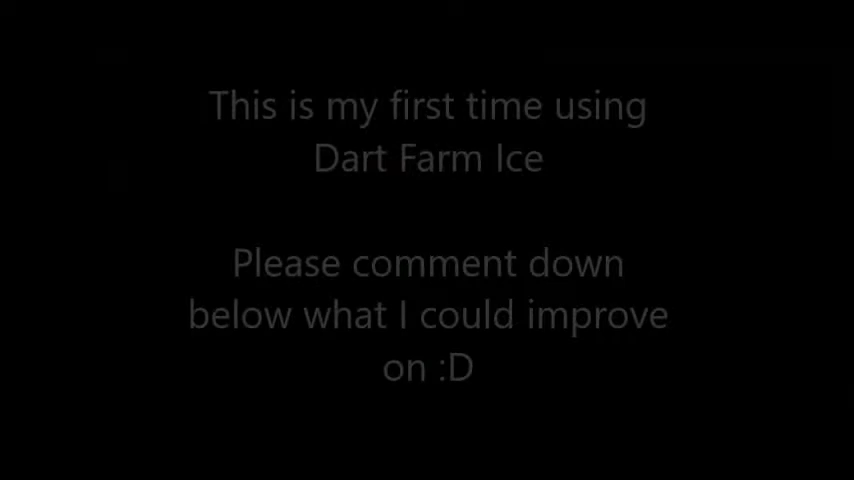 This is my first time using
Dart Farm Ice
Please comment down
below what I could improve
on :D